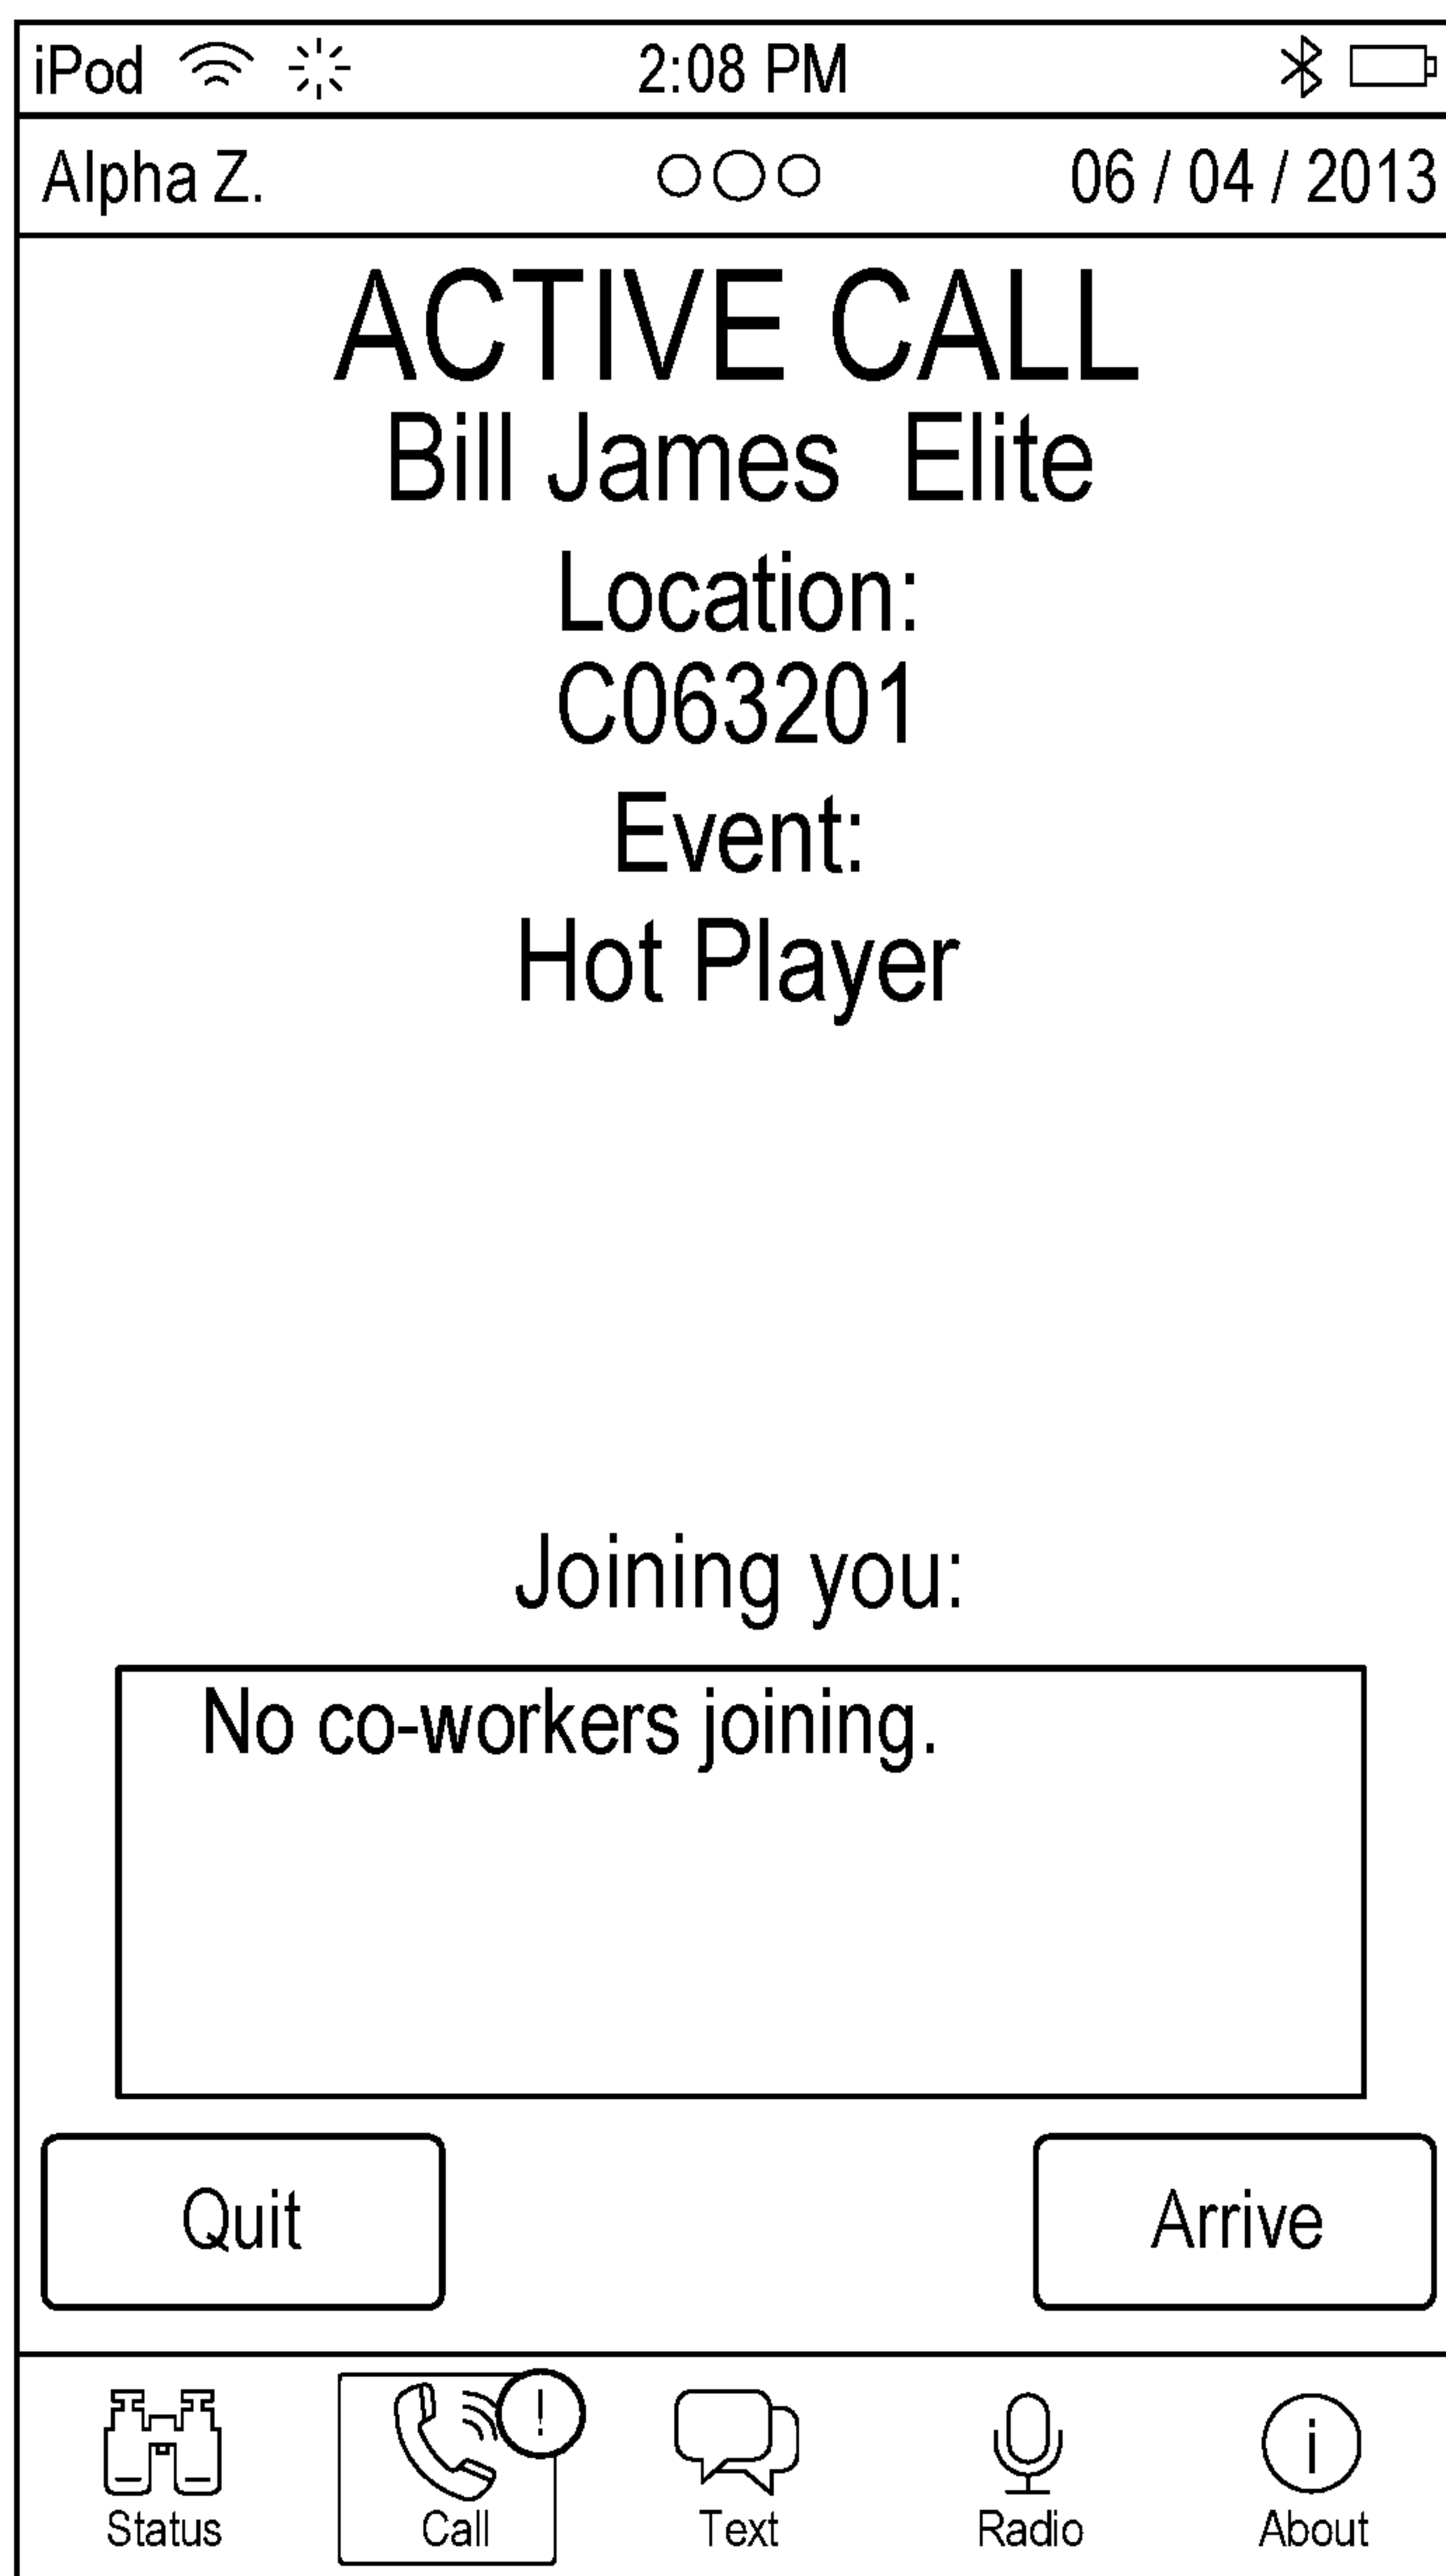 iPod 2:08 PM
Alpha Z. 06 / 04 / 2013
ACTIVE CALL
Bill James Elite
Location:
C063201
Event:
Hot Player
Joining you:
No co-workers joining.
Quit Arrive
!
i
Status Call Text Radio About